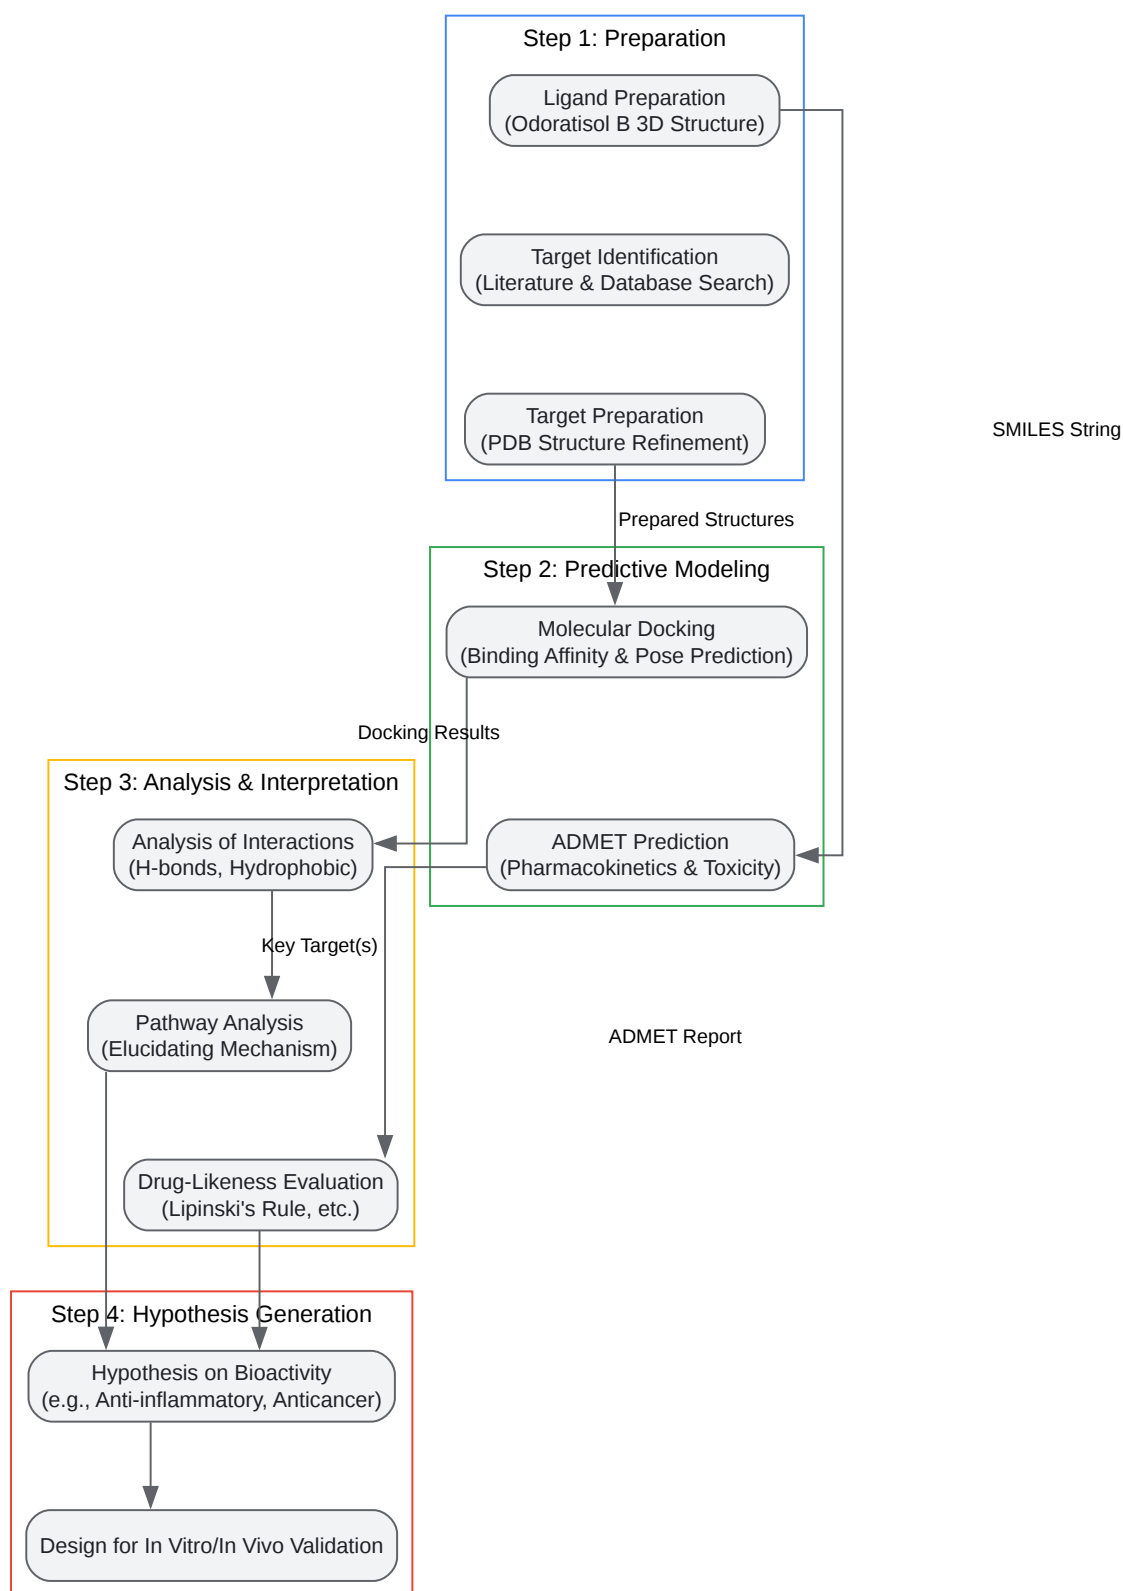 Step 1: Preparation
Ligand Preparation
(Odoratisol B 3D Structure)
Target Identification
(Literature & Database Search)
Target Preparation
(PDB Structure Refinement)
SMILES String
Prepared Structures
Step 2: Predictive Modeling
Molecular Docking
(Binding Affinity & Pose Prediction)
Docking Results
Step 3: Analysis & Interpretation
Analysis of Interactions
(H-bonds, Hydrophobic)
ADMET Prediction
(Pharmacokinetics & Toxicity)
Key Target(s)
Pathway Analysis
(Elucidating Mechanism)
ADMET Report
Drug-Likeness Evaluation
(Lipinski's Rule, etc.)
Step 4: Hypothesis Generation
Hypothesis on Bioactivity
(e.g., Anti-inflammatory, Anticancer)
Design for In Vitro/In Vivo Validation